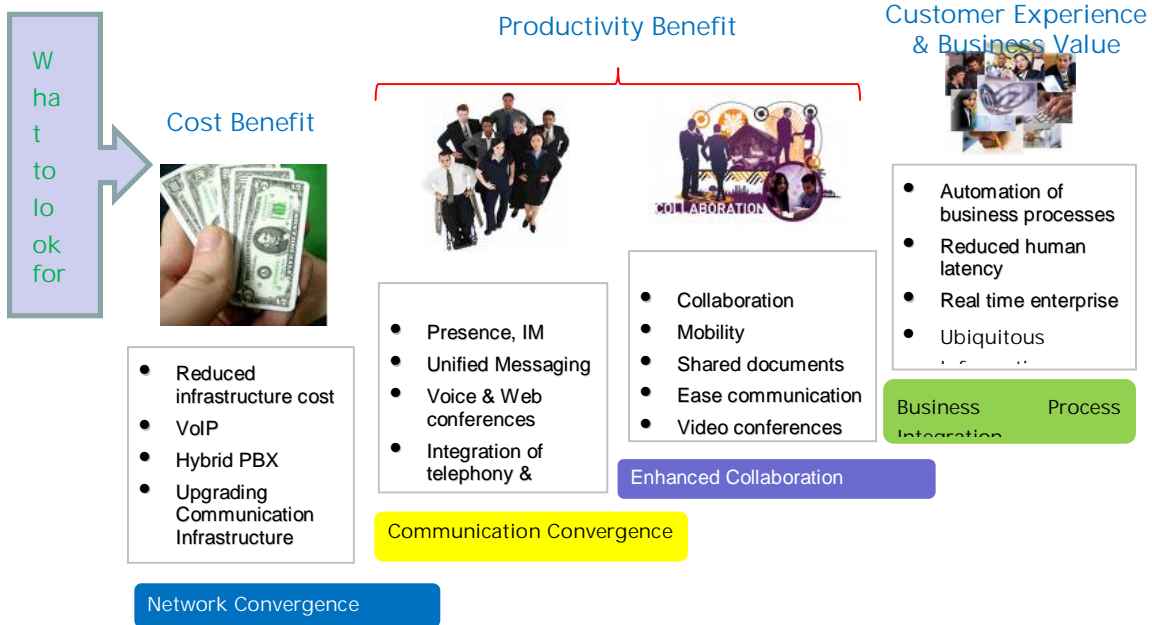 W
ha
t
to
lo
ok
for
Cost Benefit
• Reduced
infrastructure cost
• VoIP
• Hybrid PBX
• Upgrading
Communication
Infrastructure
Network Convergence
Productivity Benefit
• Presence, IM
• Unified Messaging
• Voice & Web
conferences
• Integration of
telephony &
Communication Convergence
COLLABORATION
• Collaboration
• Mobility
• Shared documents
• Ease communication
• Video conferences
Enhanced Collaboration
Customer Experience
& Business Value
• Automation of
business processes
• Reduced human
latency
• Real time enterprise
• Ubiquitous
Business Process
Integration